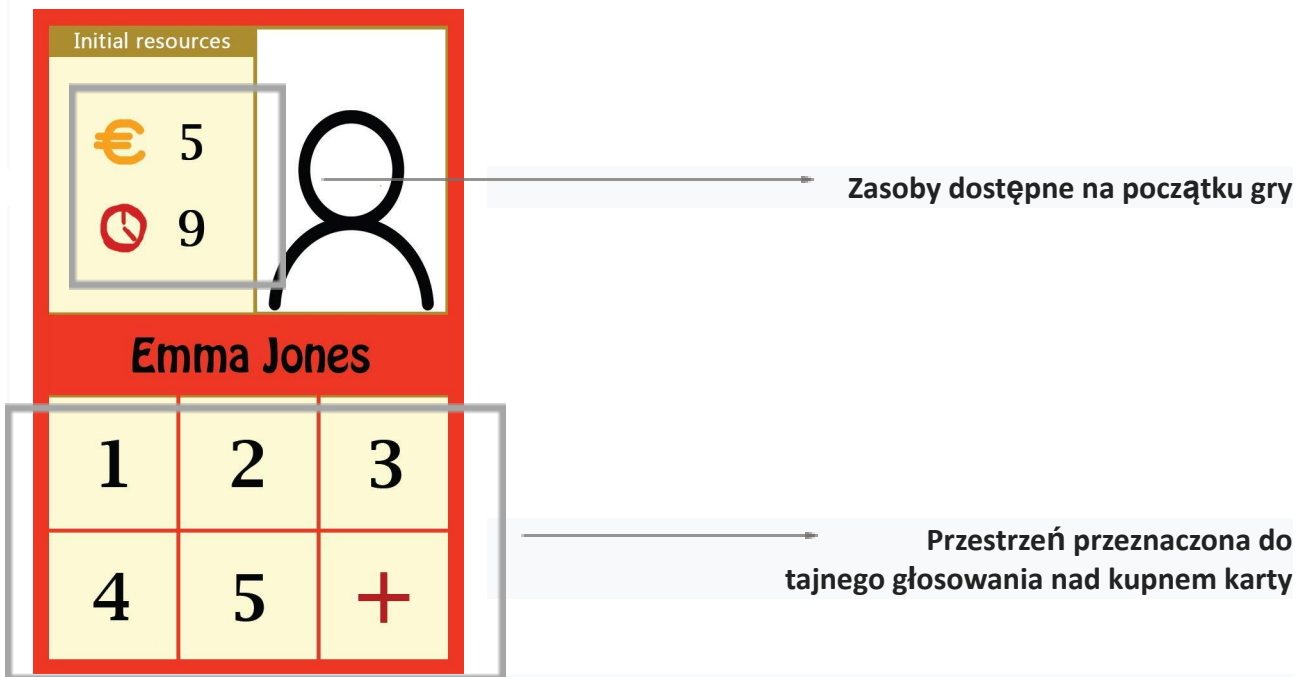 Initial resources
€ 5
9
Zasoby dostępne na początku gry
Emma Jones
1 2 3
4 5 +
Przestrzeń przeznaczona do
tajnego głosowania nad kupnem karty